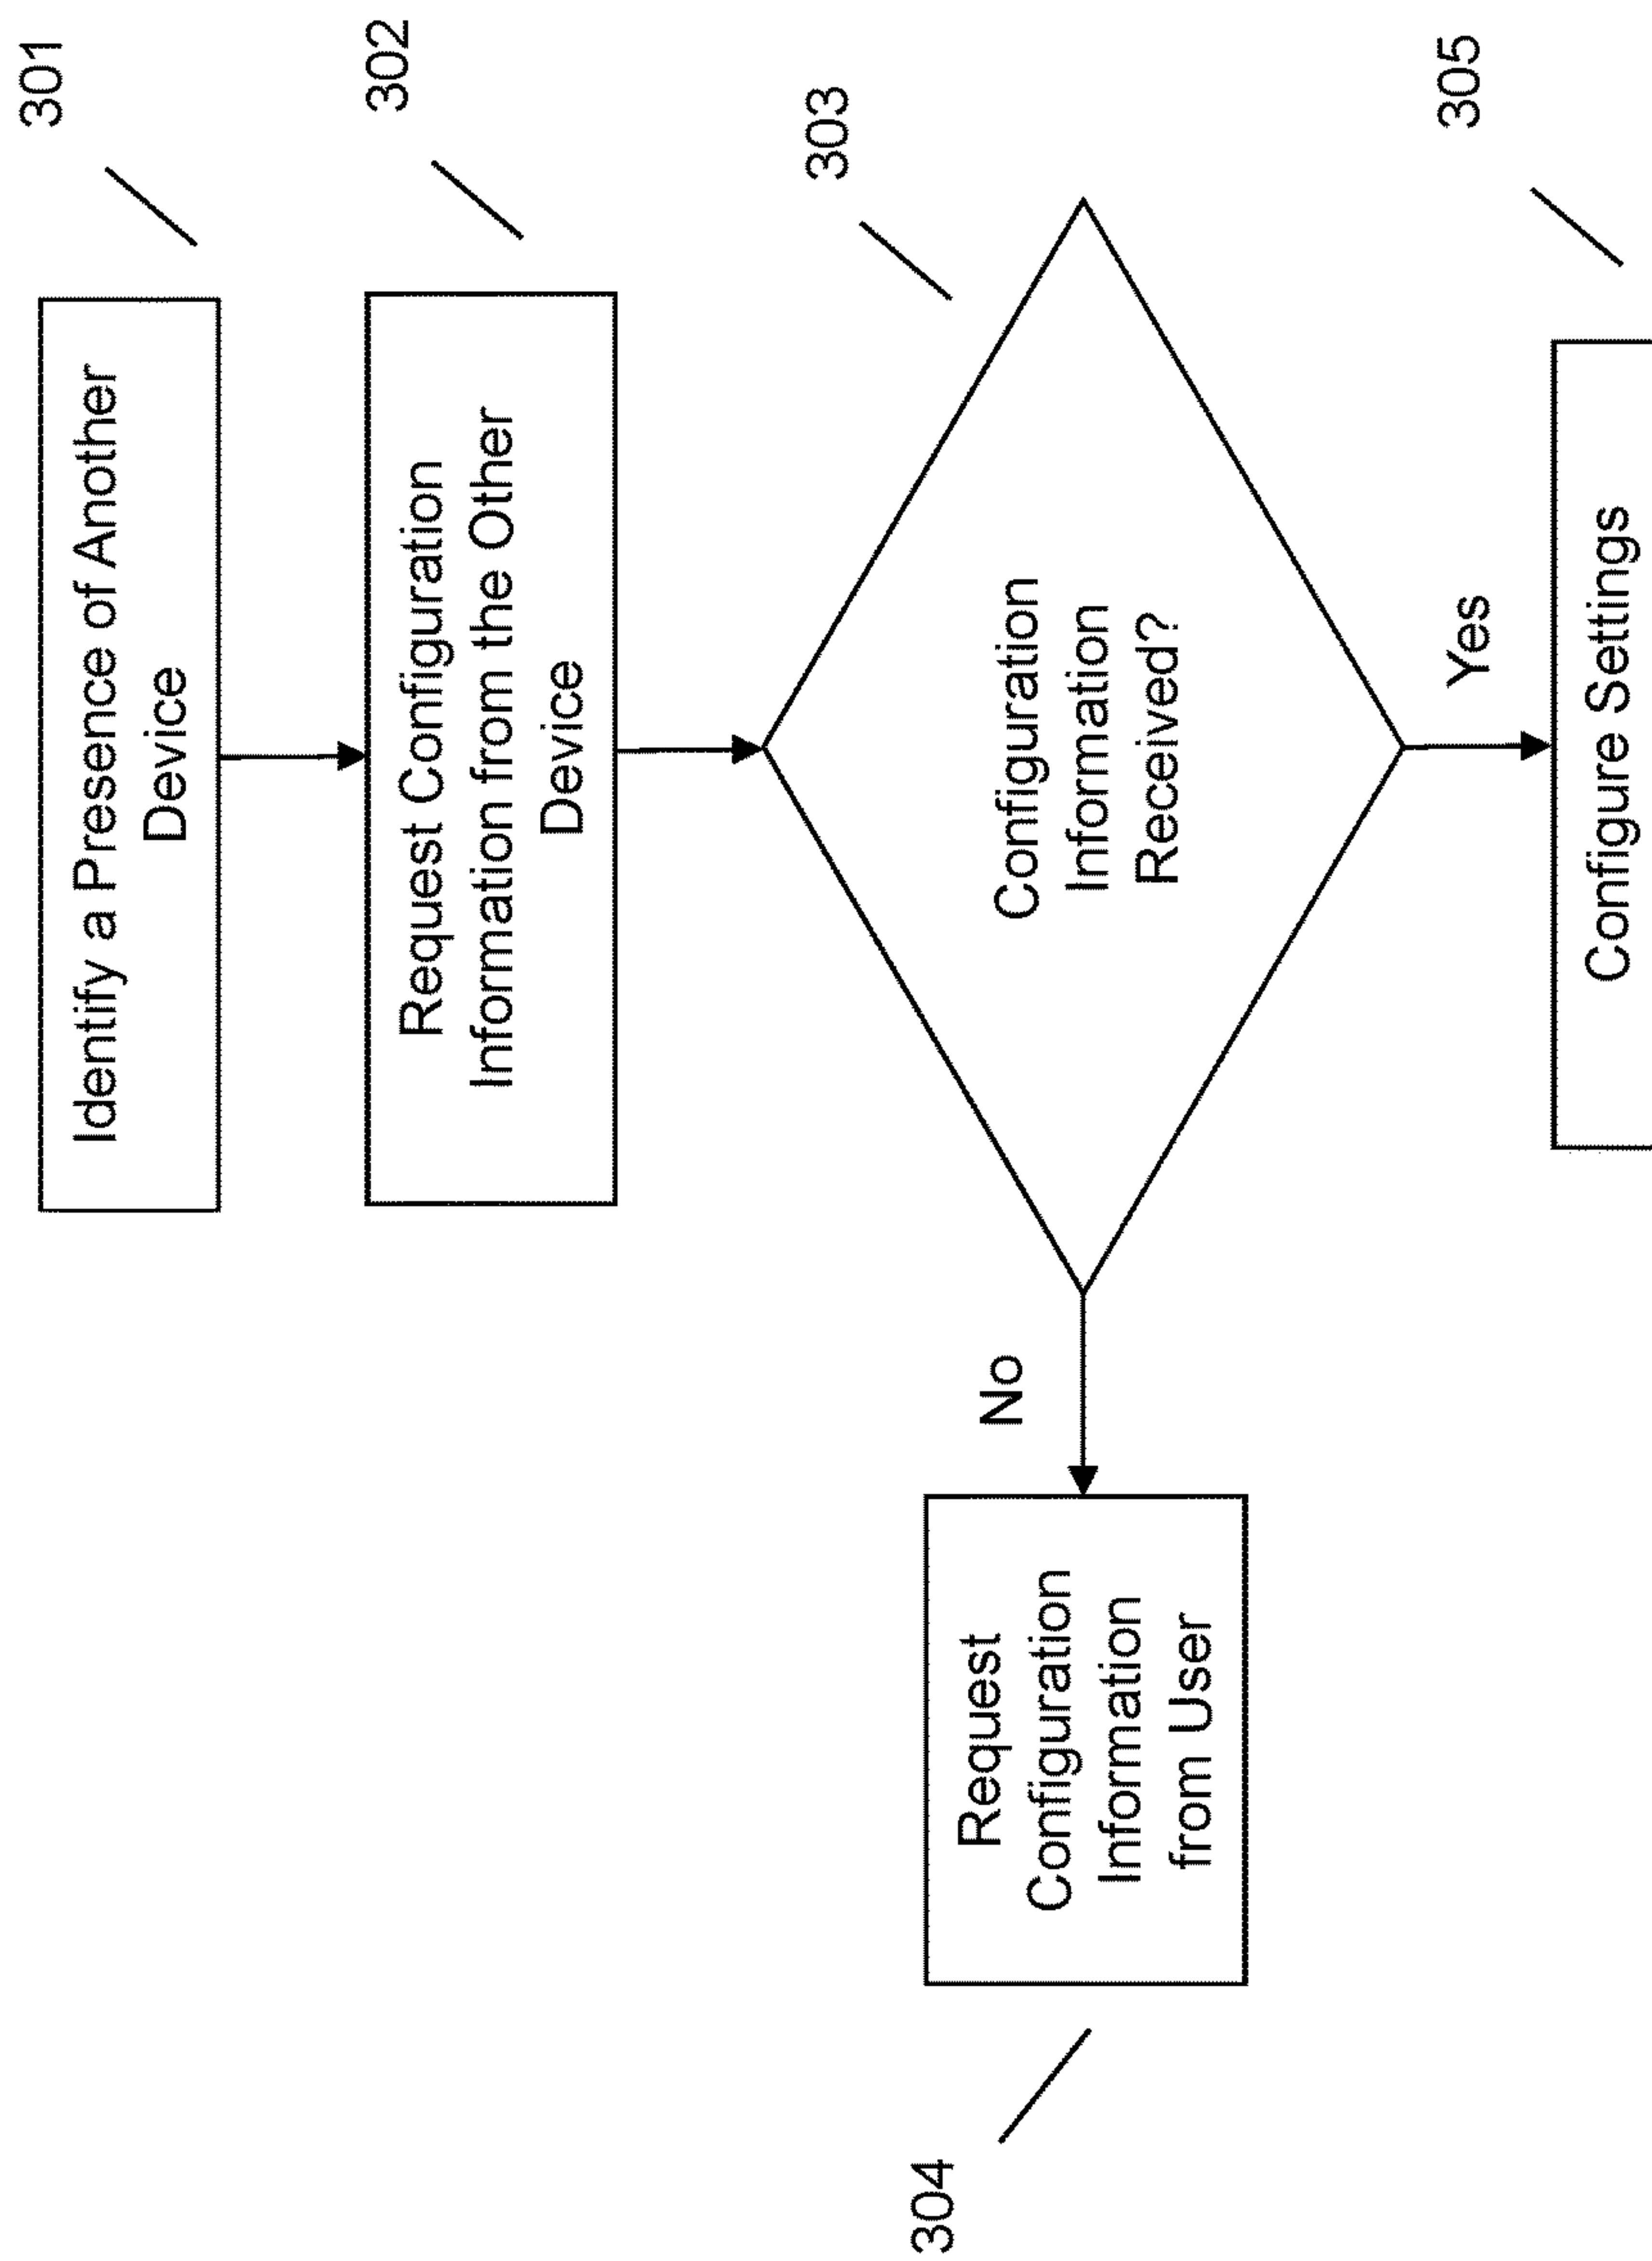 301
Identify a Presence of Another
Device
302
Request Configuration
Information from the Other
Device
303
Configuration
Information
Received?
No
304
Request
Configuration
Information
from User
Yes
305
Configure Settings